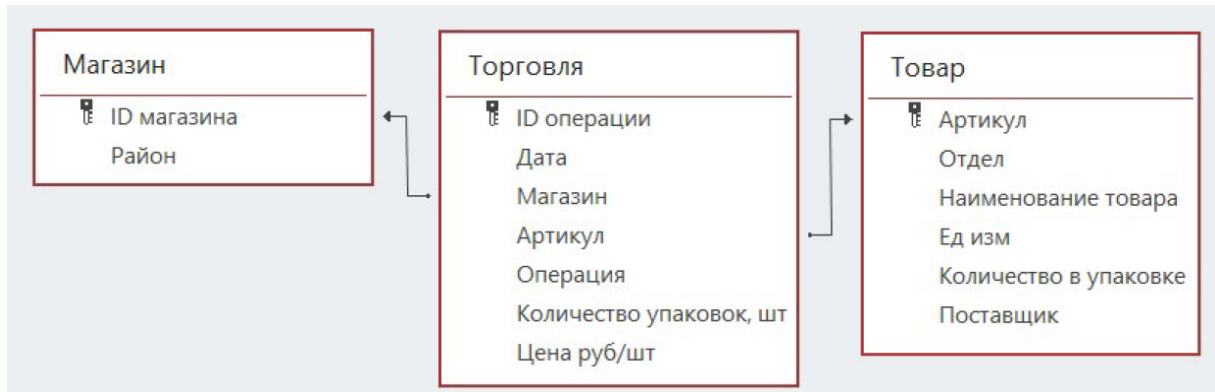 Магазин
ID магазина
Район
Торговля
ID операции
Дата
Магазин
Артикул
Операция
Количество упаковок, шт
Цена руб/шт
Товар
Артикул
Отдел
Наименование товара
Ед изм
Количество в упаковке
Поставщик